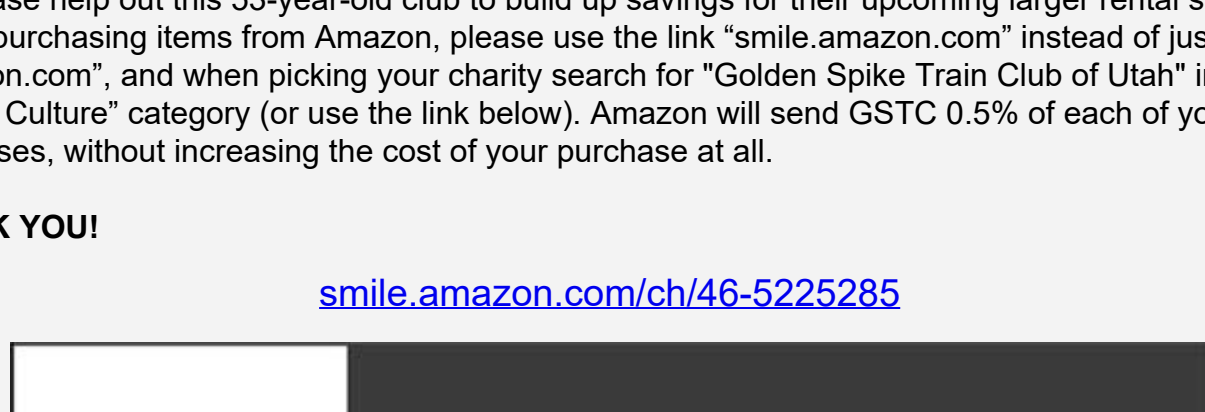 ase help out this 53-year-old club to build up savings for their upcoming larger rental s
purchasing items from Amazon, please use the link “smile.amazon.com” instead of jus
on.com”, and when picking your charity search for "Golden Spike Train Club of Utah" i
Culture” category (or use the link below). Amazon will send GSTC 0.5% of each of yo
ses, without increasing the cost of your purchase at all.
K YOU!
smile.amazon.com/ch/46-5225285